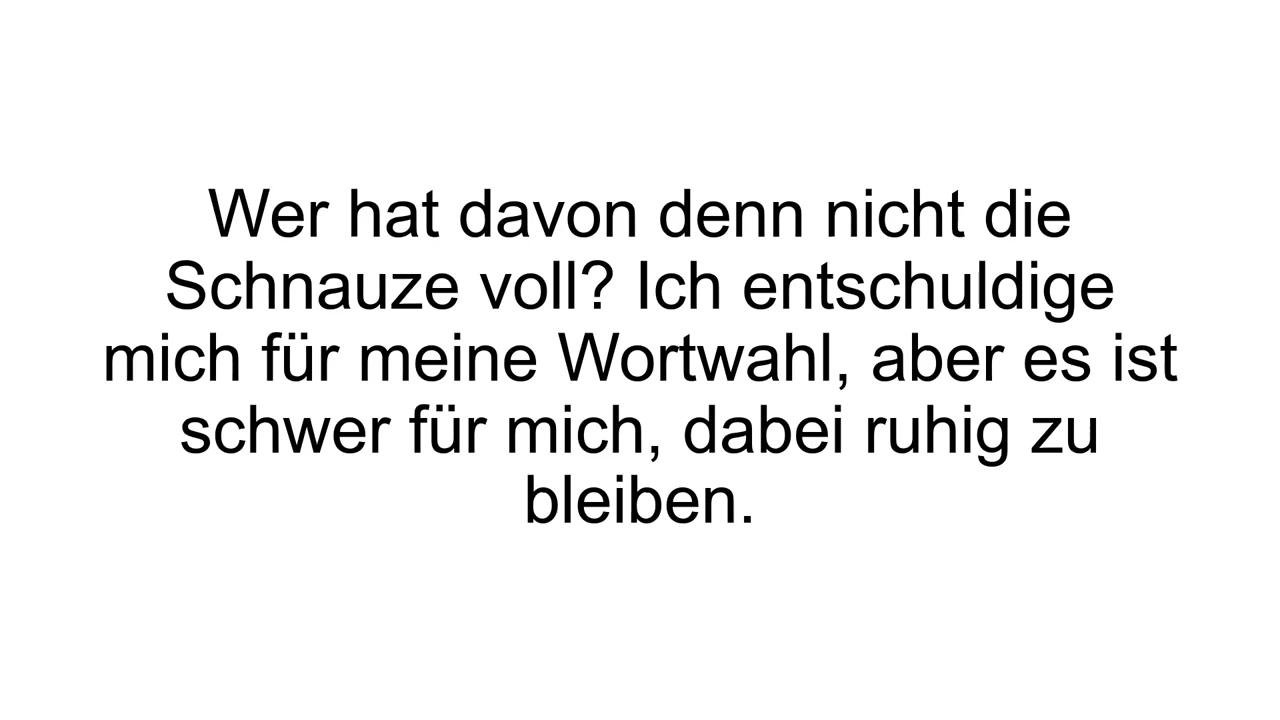 Wer hat davon denn nicht die
Schnauze voll? Ich entschuldige
mich für meine Wortwahl, aber es ist
schwer für mich, dabei ruhig zu
bleiben.